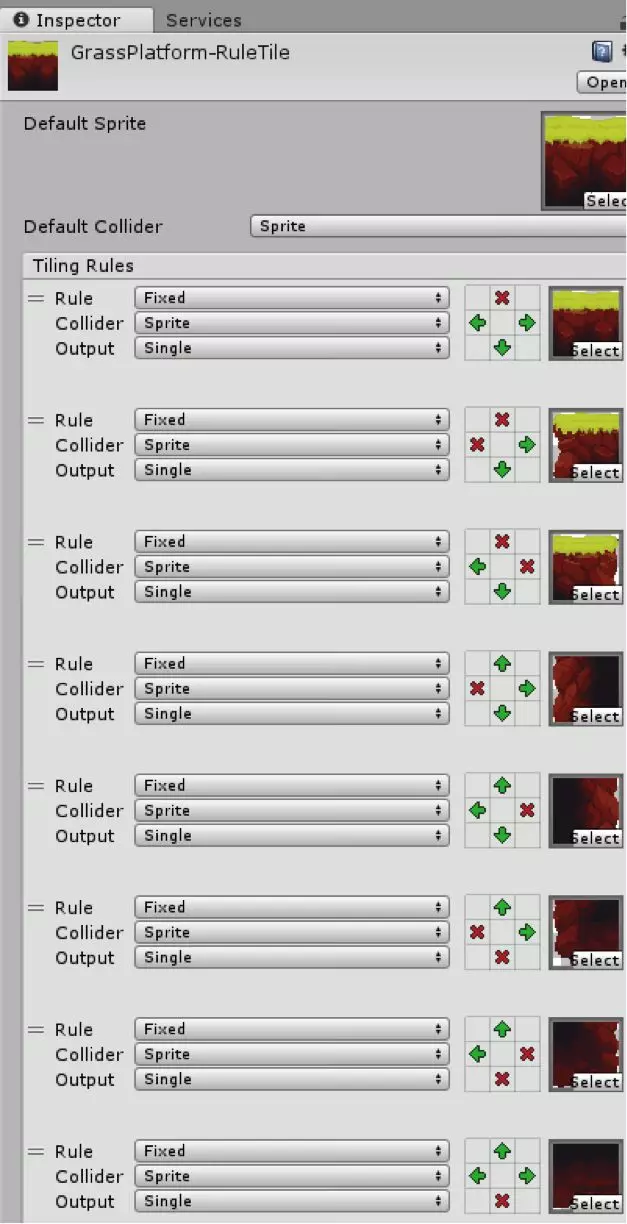 Inspector Services
GrassPlatform-RuleTile
Open
Default Sprite
Selec
Default Collider Sprite
Tiling Rules
Rule Fixed
Collider Sprite
Output Single Select
Rule Fixed
Collider Sprite
Output Single Select
Rule Fixed
Collider Sprite
Output Single Select
Rule Fixed
Collider Sprite
Output Single Select
Rule Fixed
Collider Sprite
Output Single Select
Rule Fixed
Collider Sprite
Output Single Select
Rule Fixed
Collider Sprite
Output Single Select
Rule Fixed
Collider Sprite
Output Single Select